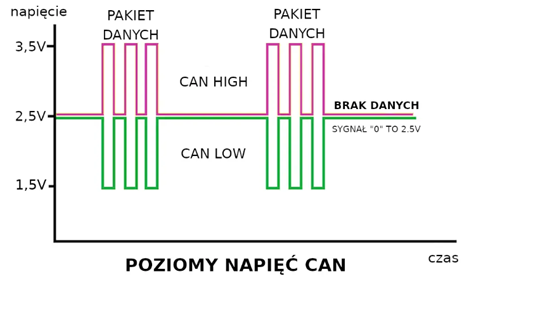 napięcie
PAKIET
DANYCH
PAKIET
DANYCH
3,5V
CAN HIGH
BRAK DANYCH
2,5V
SYGNAŁ "0" TO 2.5V
CAN LOW
1,5V
czas
POZIOMY NAPIĘĆ CAN